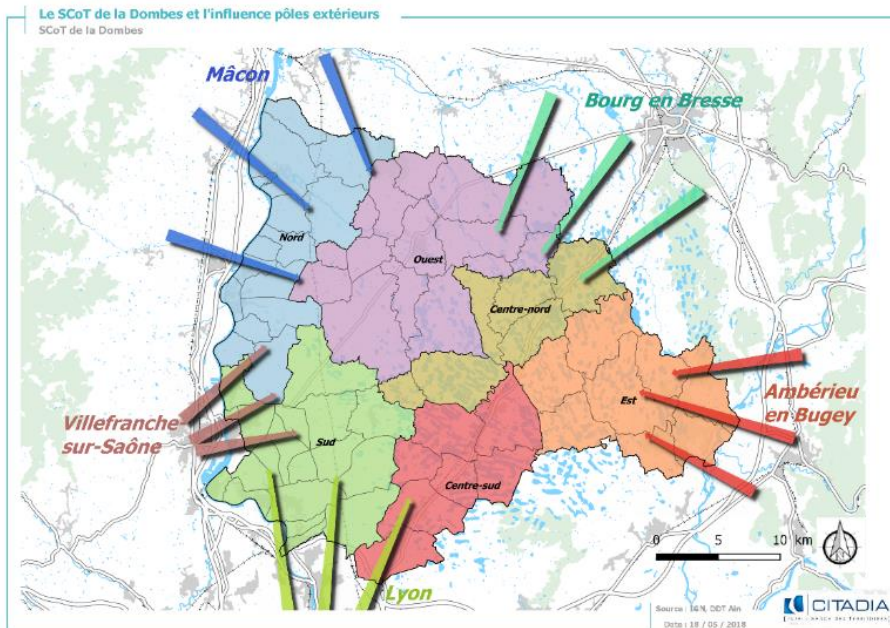 Le SCoT de la Dombes et l'influence pôles extérieurs
SCoT de la Dombes
Mâcon
Bourg en Bresse
Nord
Ouest
Centre-nord
Villefranche-
sur-Saône
Est
Ambérieu
en Bugey
Sud
Centre-sud
Lyon
0 5 10 km
Source : IGN, DDT Ain
Date : 18 / 05 / 2018
CITADIA